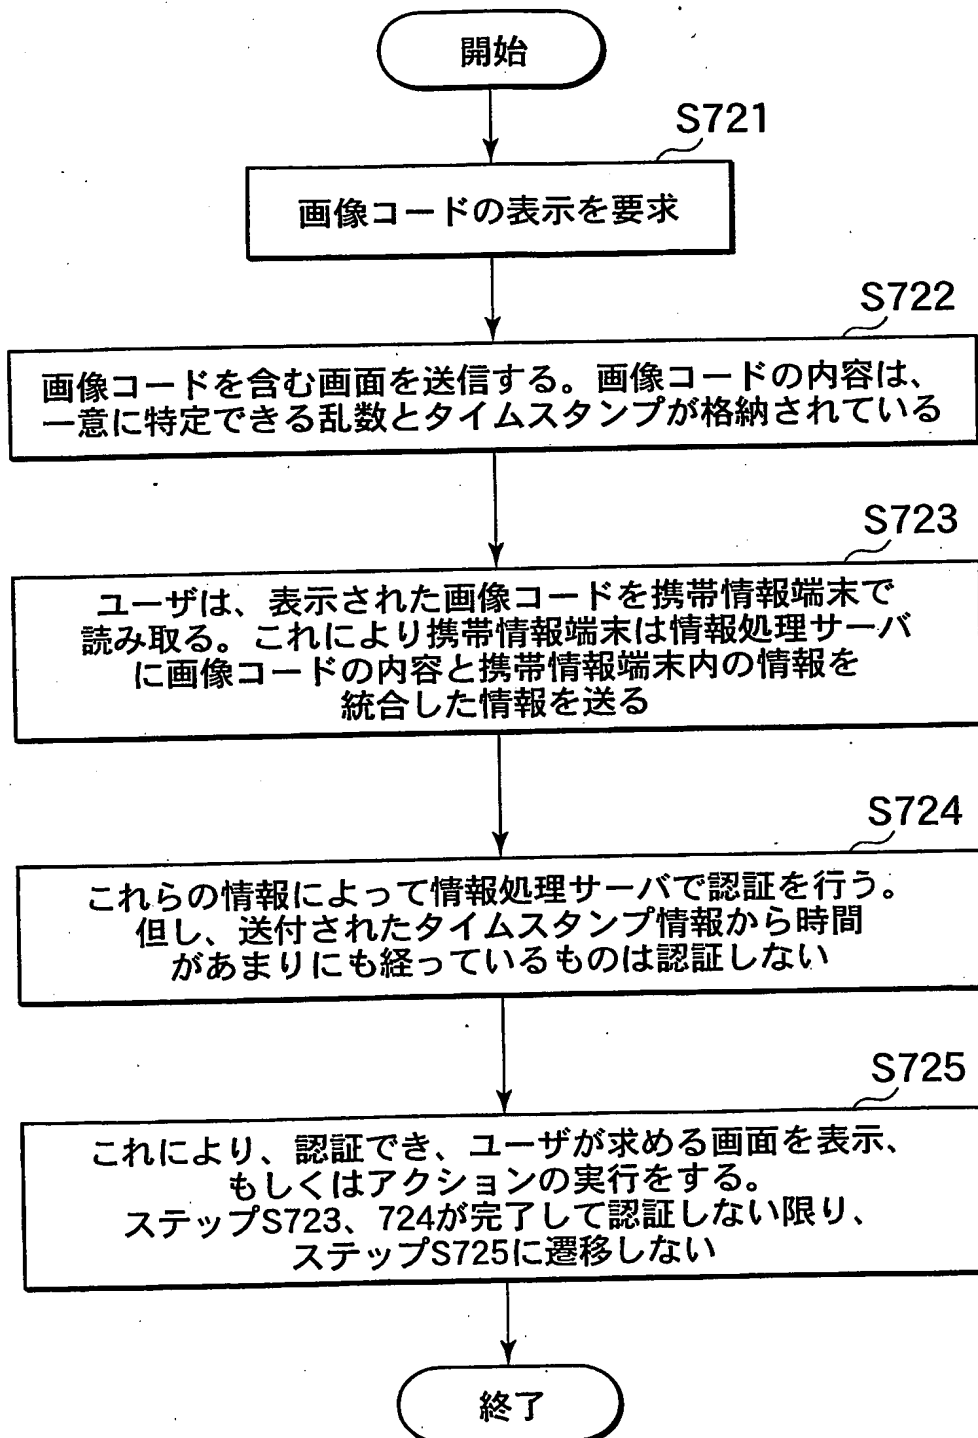 開始
S721
画像コードの表示を要求
S722
画像コードを含む画面を送信する。画像コードの内容は、
一意に特定できる乱数とタイムスタンプが格納されている
S723
ユーザは、表示された画像コードを携帯情報端末で
読み取る。これにより携帯情報端末は情報処理サーバ
に画像コードの内容と携帯情報端末内の情報を
統合した情報を送る
S724
これらの情報によって情報処理サーバで認証を行う。
但し、送付されたタイムスタンプ情報から時間
があまりにも経っているものは認証しない
S725
これにより、認証でき、ユーザが求める画面を表示、
もしくはアクションの実行をする。
ステップS723、724が完了して認証しない限り、
ステップS725に遷移しない
終了